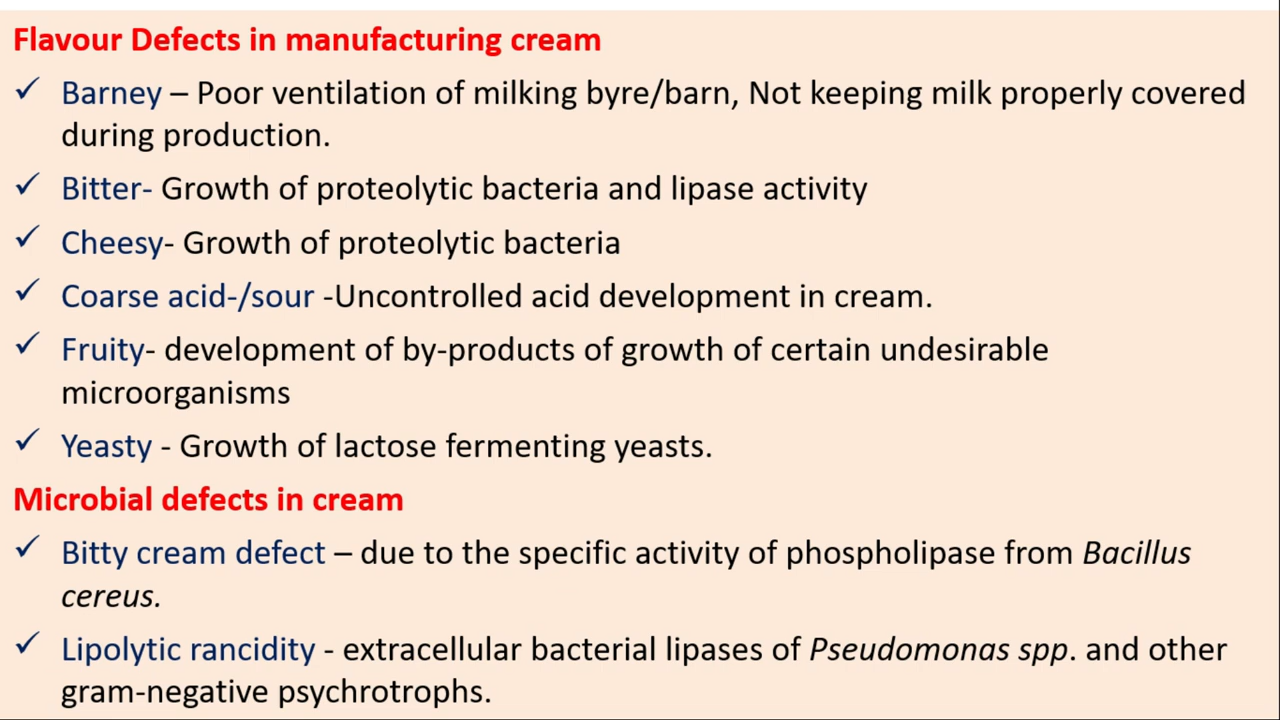 Flavour Defects in manufacturing cream
✓ Barney – Poor ventilation of milking byre/barn, Not keeping milk properly covered
during production.
✓ Bitter- Growth of proteolytic bacteria and lipase activity
✓ Cheesy- Growth of proteolytic bacteria
✓ Coarse acid-/sour -Uncontrolled acid development in cream.
✓ Fruity- development of by-products of growth of certain undesirable
microorganisms
✓ Yeasty - Growth of lactose fermenting yeasts.
Microbial defects in cream
✓ Bitty cream defect – due to the specific activity of phospholipase from Bacillus
cereus.
✓ Lipolytic rancidity - extracellular bacterial lipases of Pseudomonas spp. and other
gram-negative psychrotrophs.